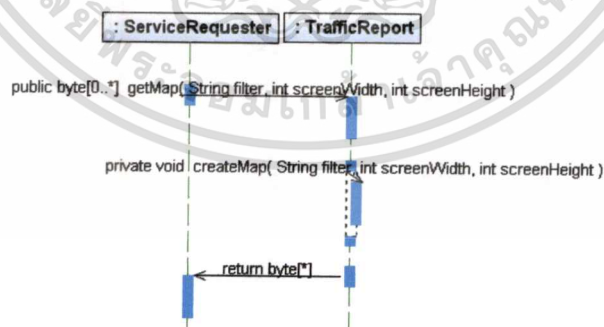 : ServiceRequester : TrafficReport
public byte[0..*] getMap( String filter, int screenWidth, int screenHeight )
private void createMap( String filter, int screenWidth, int screenHeight )
return byte[*]